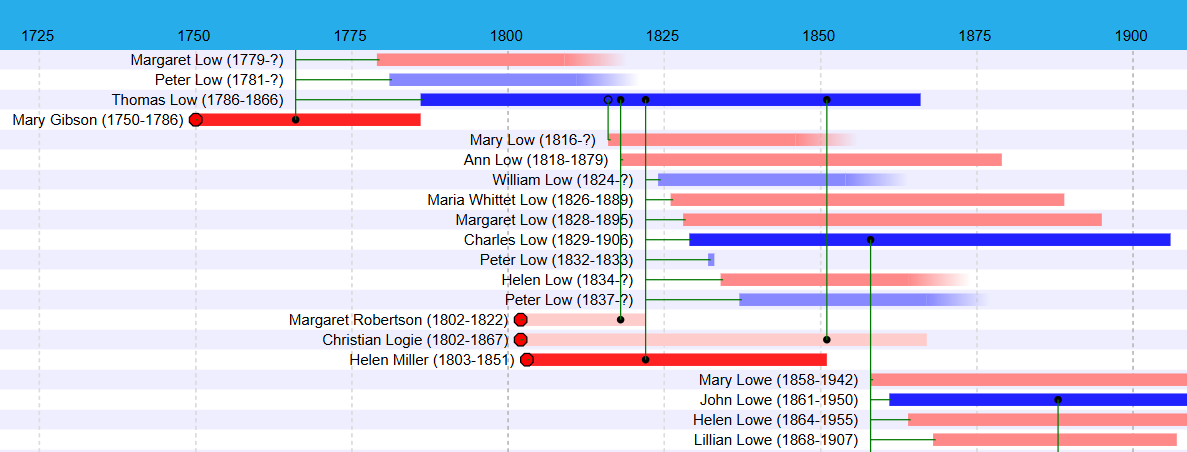 1725 1750 1775 1800 1825 1850 1875 1900
Margaret Low (1779-?)
Peter Low (1781-?)
Thomas Low (1786-1866)
Mary Gibson (1750-1786)
Mary Low (1816-?)
Ann Low (1818-1879)
William Low (1824-?)
Maria Whittet Low (1826-1889)
Margaret Low (1828-1895)
Charles Low (1829-1906)
Peter Low (1832-1833)
Helen Low (1834-?)
Peter Low (1837-?)
Margaret Robertson (1802-1822)
Christian Logie (1802-1867)
Helen Miller (1803-1851)
Mary Lowe (1858-1942)
John Lowe (1861-1950)
Helen Lowe (1864-1955)
Lillian Lowe (1868-1907)